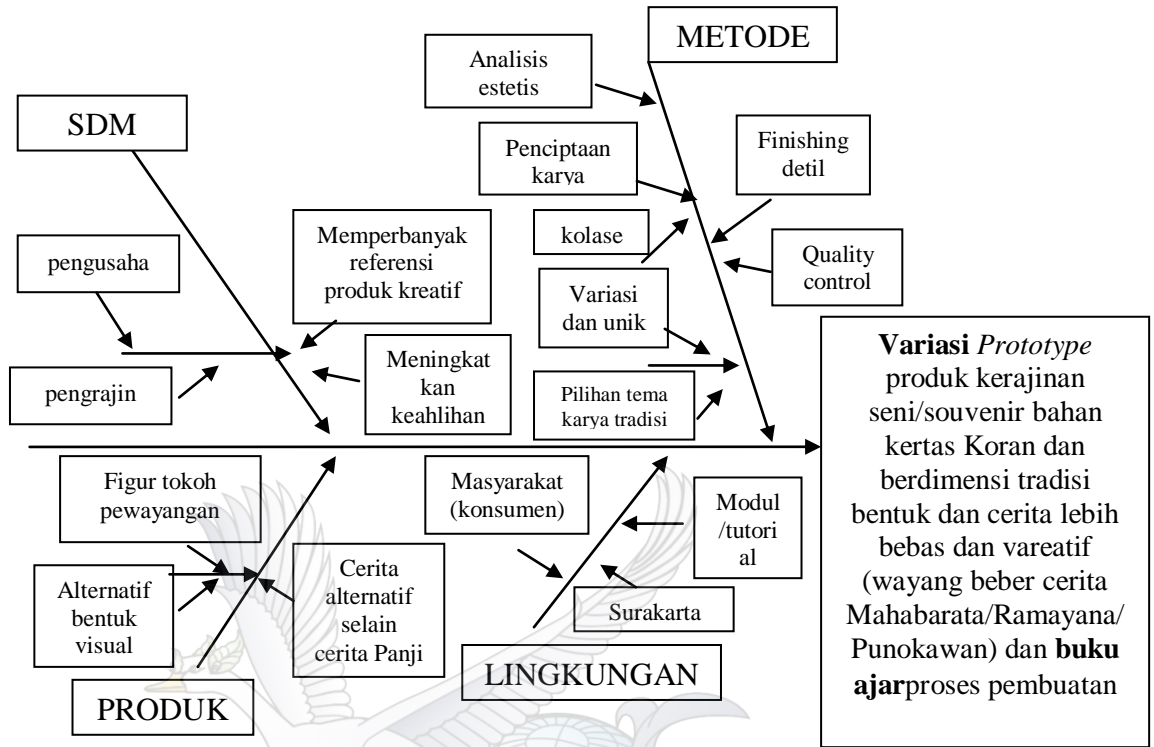 METODE
Analisis
estetis
SDM
Penciptaan
karya
Finishing
detil
Memperbanyak
referensi
produk kreatif
kolase
pengusaha
Quality
control
Variasi
dan unik
Meningkat
kan
keahlihan
pengrajin
Pilihan tema
karya tradisi
Variasi Prototype
produk kerajinan
seni/souvenir bahan
kertas Koran dan
berdimensi tradisi
bentuk dan cerita lebih
bebas dan vareatif
(wayang beber cerita
Mahabarata/Ramayana/
Punokawan) dan buku
ajarproses pembuatan
Figur tokoh
pewayangan
Masyarakat
(konsumen)
Modul
/tutori
al
Alternatif
bentuk
visual
Cerita
alternatif
selain
cerita Panji
Surakarta
LINGKUNGAN
PRODUK